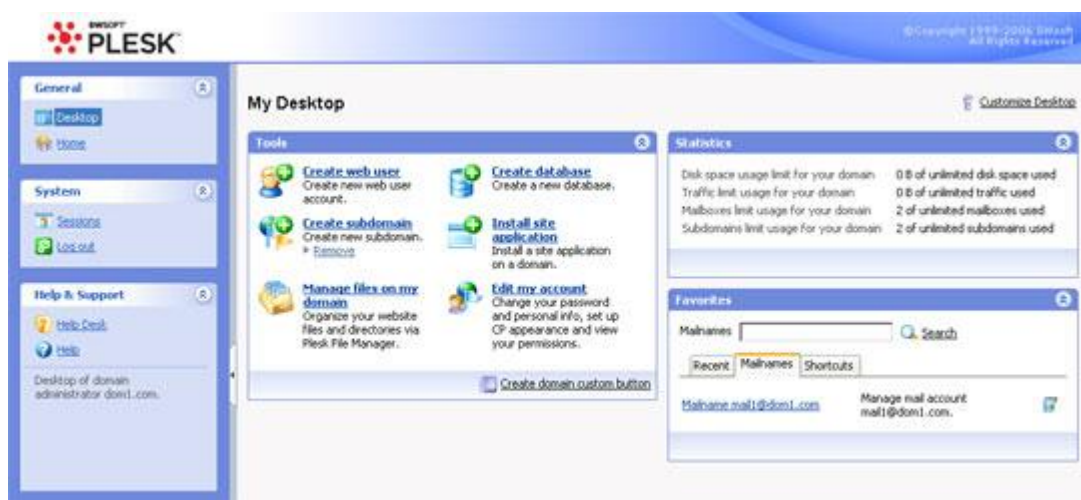 SWSOFT
PLESK
©Copyright 1999-2006 SWsoft
All Rights Reserved
General
Desktop
Home
System
Sessions
Log out
Help & Support
Help Desk
Help
Desktop of domain
administrator dom1.com.
My Desktop
Customize Desktop
Tools
Create web user
Create new web user
account.
Create database
Create a new database.
Create subdomain
Create new subdomain.
Remove
Install site
application
Install a site application
on a domain.
Manage files on my
domain
Organize your website
files and directories via
Plesk File Manager.
Edit my account
Change your password
and personal info, set up
CP appearance and view
your permissions.
Create domain custom button
Statistics
Disk space usage limit for your domain 0 B of unlimited disk space used
Traffic limit usage for your domain 0 B of unlimited traffic used
Mailboxes limit usage for your domain 2 of unlimited mailboxes used
Subdomains limit usage for your domain 2 of unlimited subdomains used
Favorites
Mailnames Search
Recent Mailnames Shortcuts
Mailname mail1@dom1.com
Manage mail account
mail1@dom1.com.